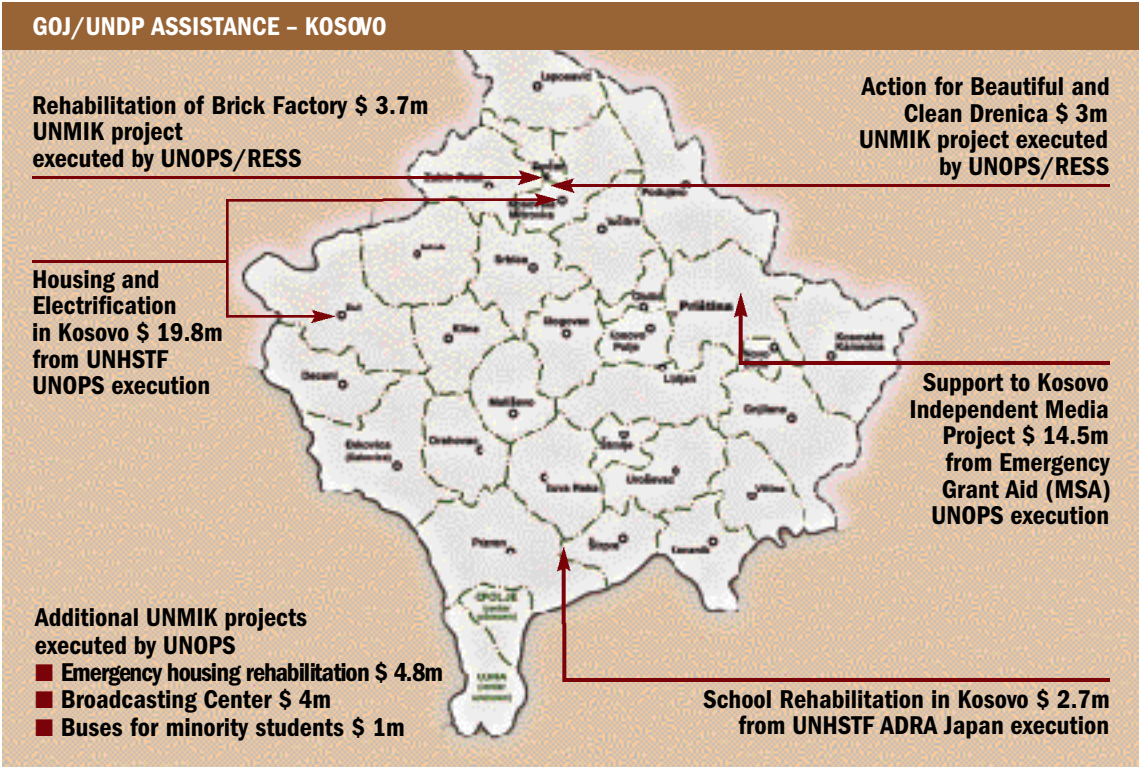 GOJ/UNDP ASSISTANCE – KOSOVO
Rehabilitation of Brick Factory $ 3.7m
UNMIK project
executed by UNOPS/RESS
Action for Beautiful and
Clean Drenica $ 3m
UNMIK project executed
by UNOPS/RESS
Housing and
Electrification
in Kosovo $ 19.8m
from UNHSTF
UNOPS execution
Support to Kosovo
Independent Media
Project $ 14.5m
from Emergency
Grant Aid (MSA)
UNOPS execution
Additional UNMIK projects
executed by UNOPS
Emergency housing rehabilitation $ 4.8m
Broadcasting Center $ 4m
Buses for minority students $ 1m
School Rehabilitation in Kosovo $ 2.7m
from UNHSTF ADRA Japan execution
Leposavić
Zubin Potok
Podujevo
Mitrovica
Srbica
Priština
Klina
Glogovac
Kosovo
Polje
Kosovska
Kamenica
Novo
Lipljan
Dečani
Mališevo
Gnjilane
Orahovac
Đakovica
Štimlje
Uroševac
Suva Reka
Vitina
Prizren
Štrpce
Kačanik
OPOLJE